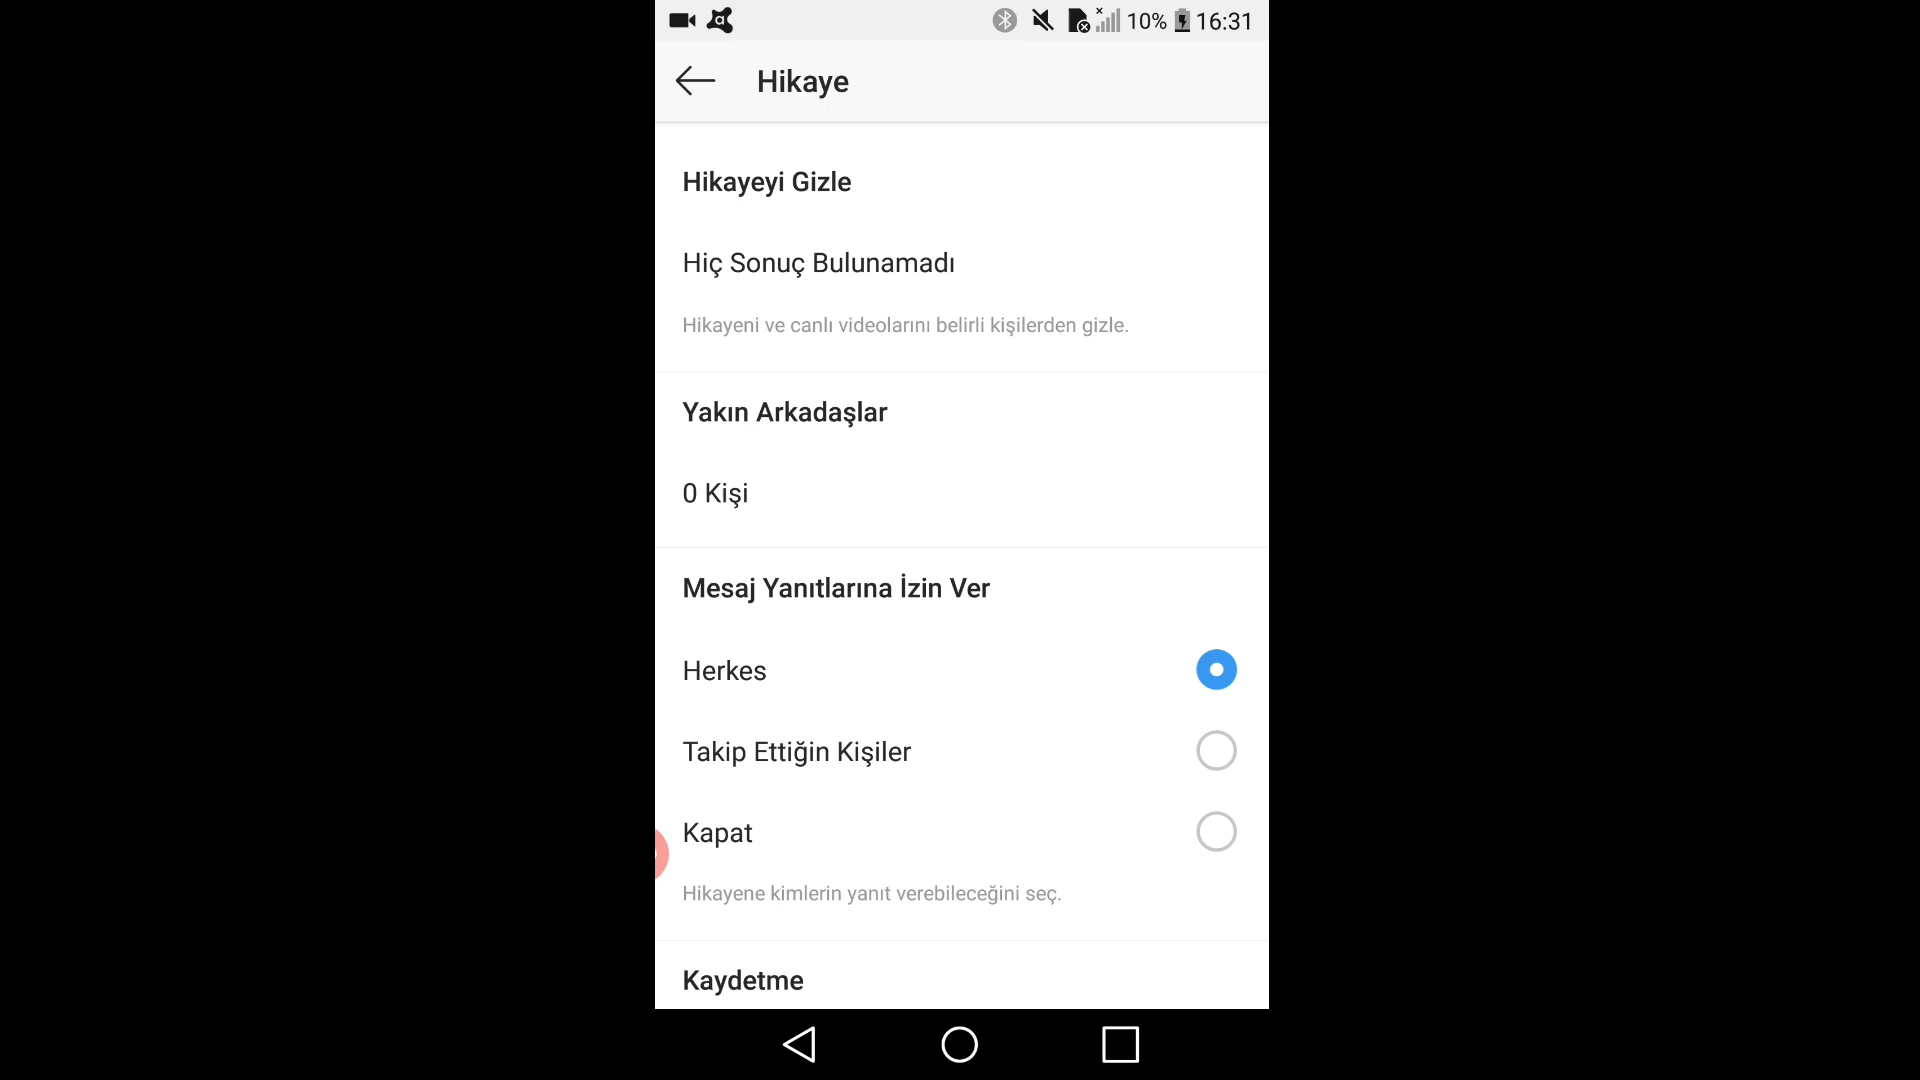 10% 16:31
Hikaye
Hikayeyi Gizle
Hiç Sonuç Bulunamadı
Hikayeni ve canlı videolarını belirli kişilerden gizle.
Yakın Arkadaşlar
0 Kişi
Mesaj Yanıtlarına İzin Ver
Herkes
Takip Ettiğin Kişiler
Kapat
Hikayene kimlerin yanıt verebileceğini seç.
Kaydetme